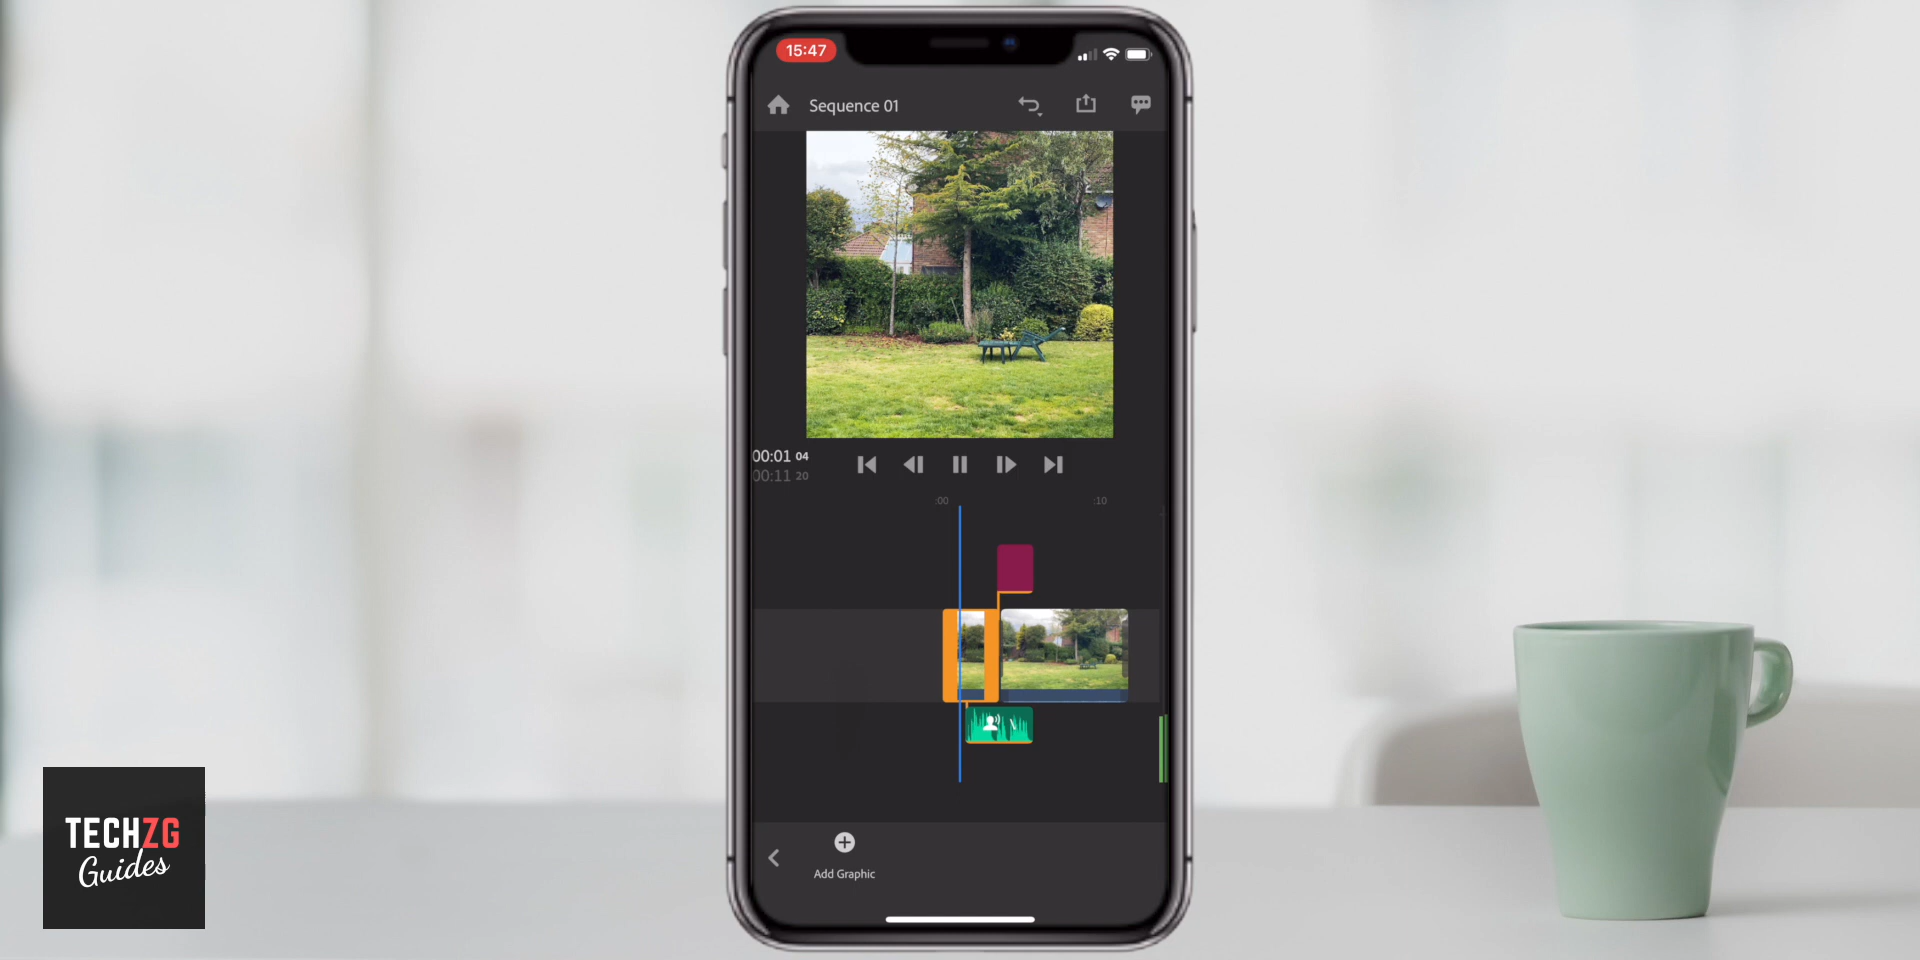 15:47
Sequence 01
00:01 04
00:11 20
:00
:10
Add Graphic
TECHZG
Guides